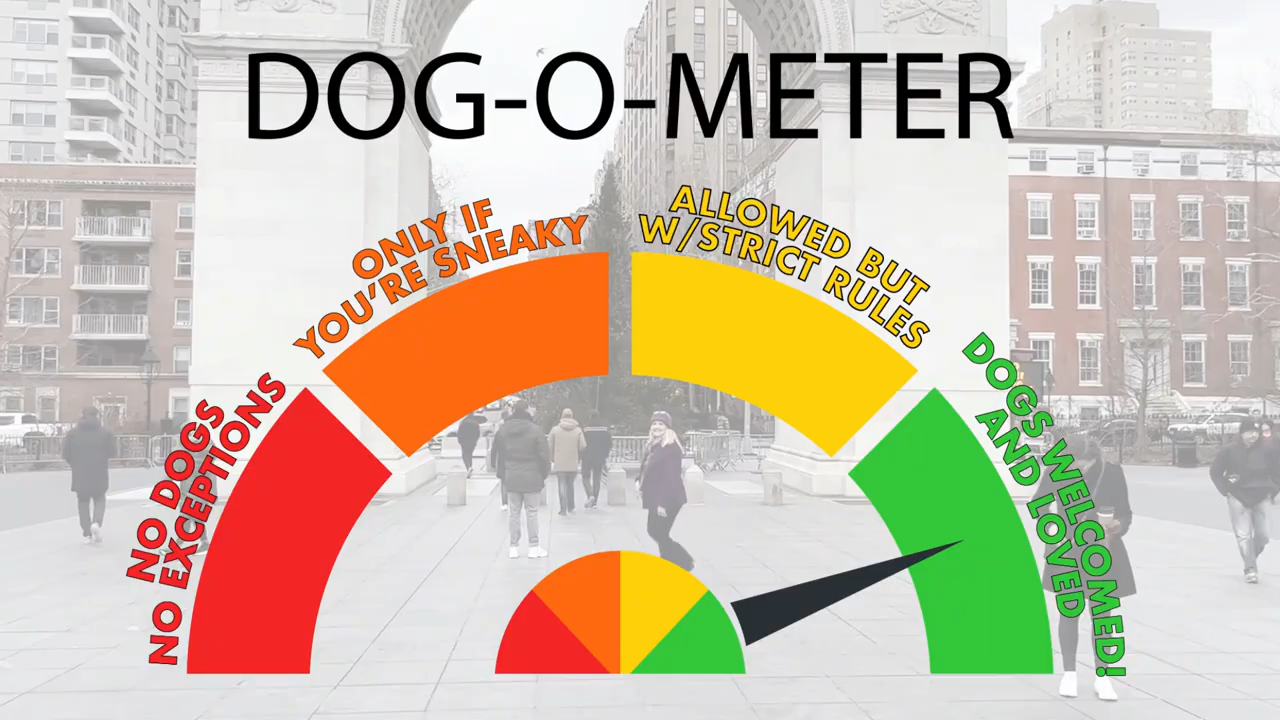 DOG-O-METER
NO DOGS
NO EXCEPTIONS
ONLY IF
YOU'RE SNEAKY
ALLOWED BUT
W/STRICT RULES
DOGS WELCOMED!
AND LOVED